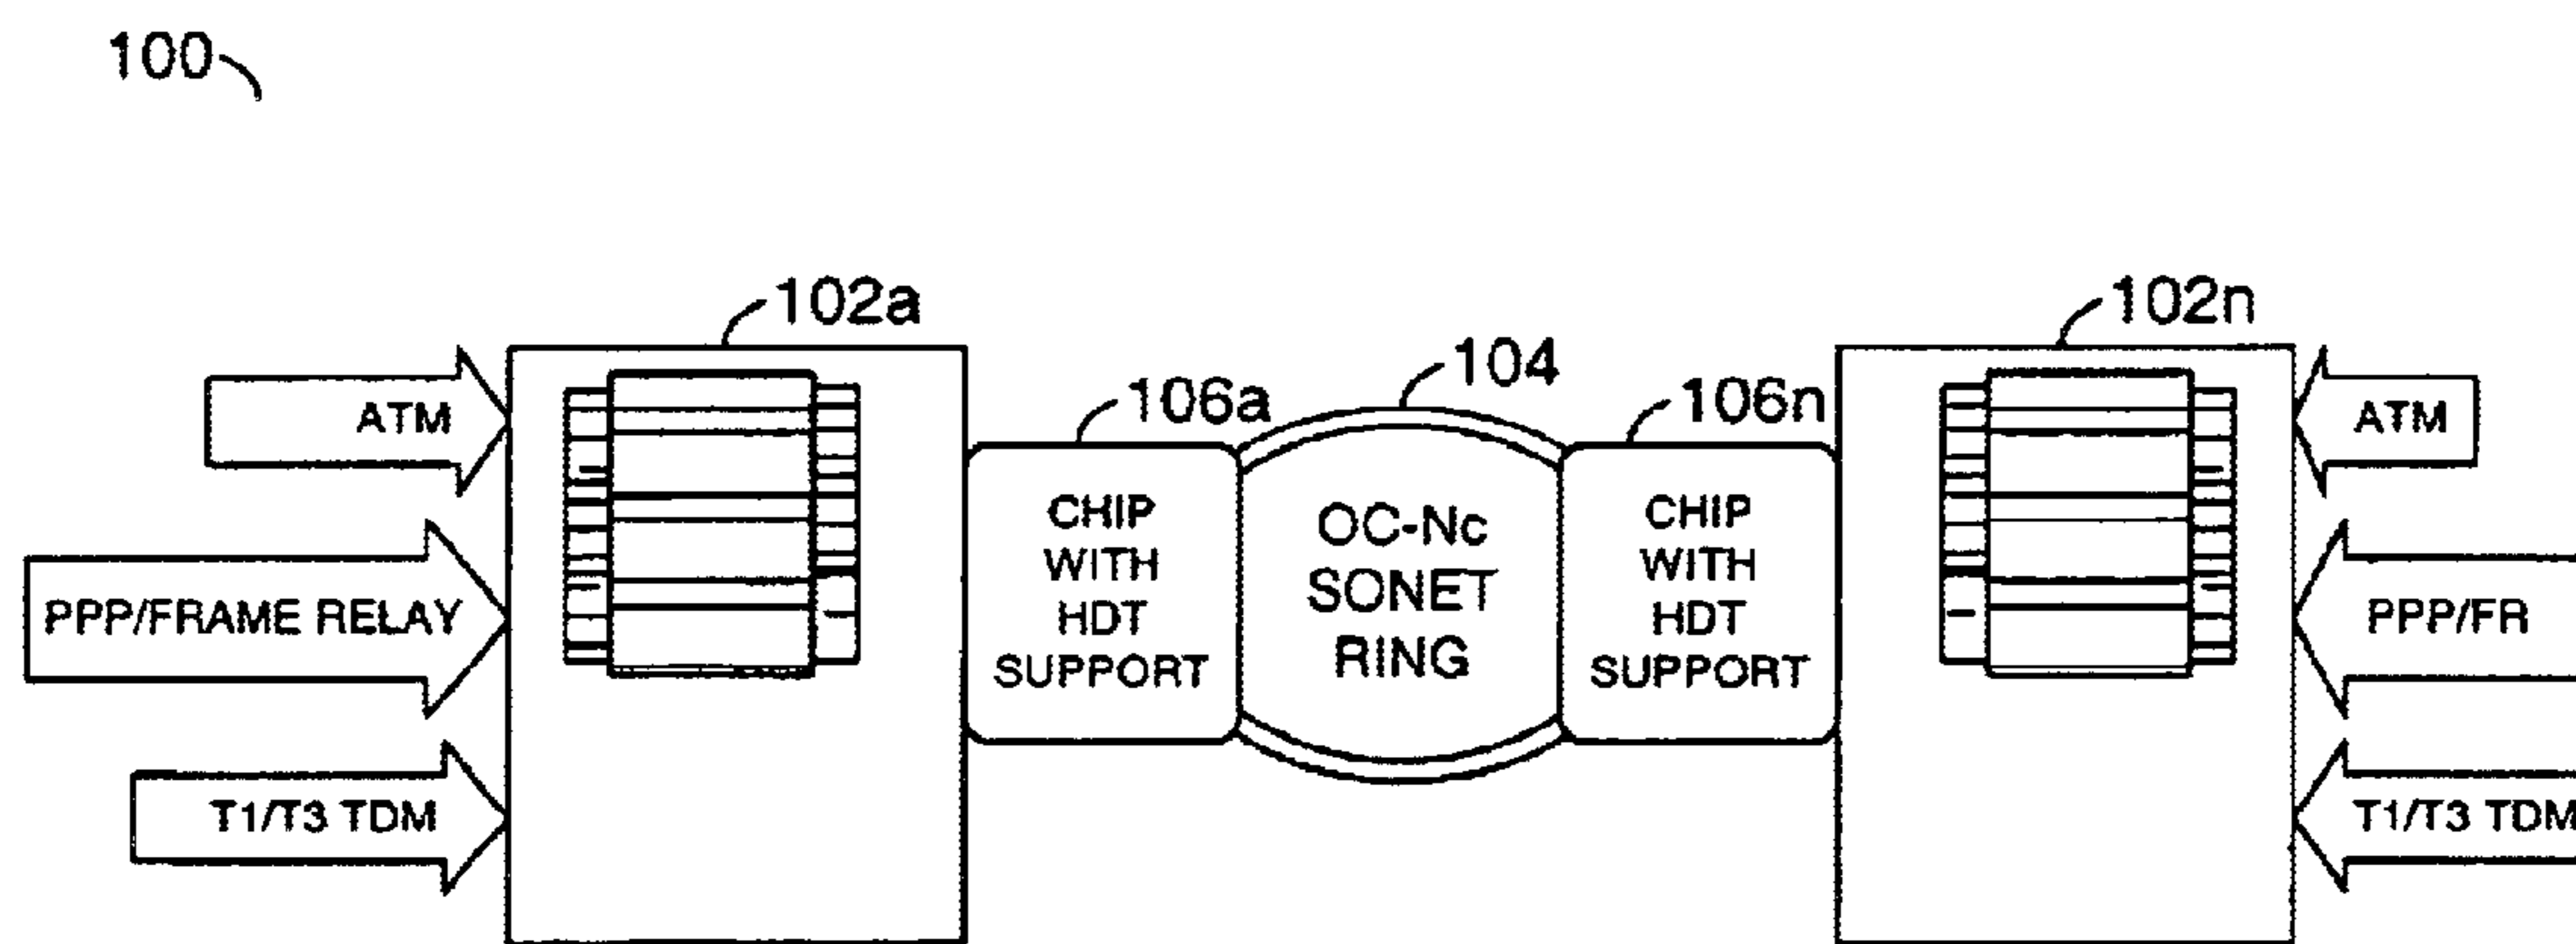 100
102a
102n
104
106a
106n
ATM
ATM
CHIP
WITH
HDT
SUPPORT
OC-Nc
SONET
RING
CHIP
WITH
HDT
SUPPORT
PPP/FRAME RELAY
PPP/FR
T1/T3 TDM
T1/T3 TDM